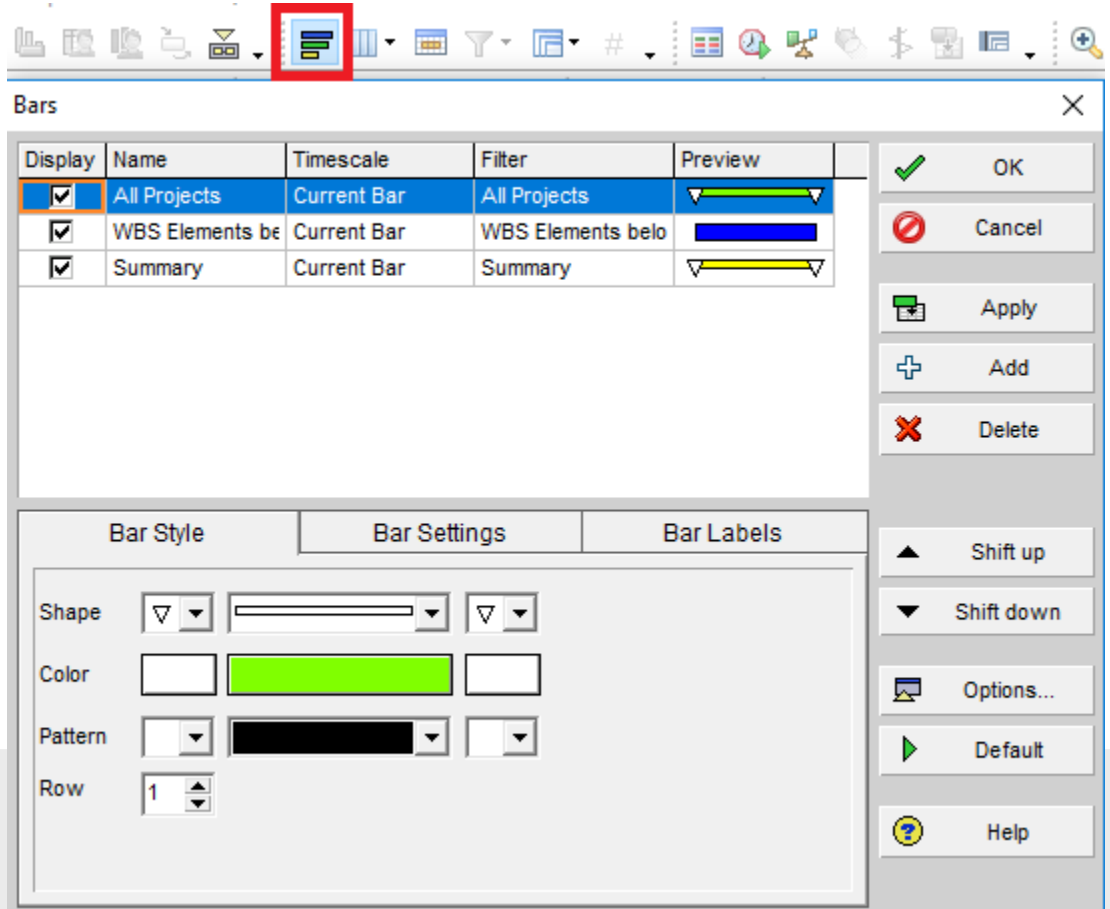 #
Bars
Display Name Timescale Filter Preview
All Projects Current Bar All Projects
WBS Elements be Current Bar WBS Elements belo
Summary Current Bar Summary
OK
Cancel
Apply
Add
Delete
Bar Style Bar Settings Bar Labels
Shape
Color
Pattern
Row 1
Shift up
Shift down
Options...
Default
? Help